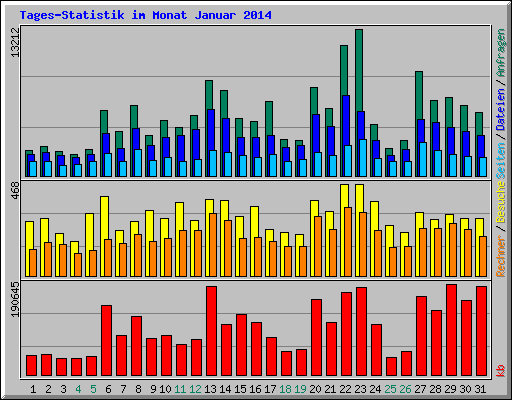 Tages-Statistik im Monat Januar 2014
13212
468
190645
Rechner / Besuche Seiten / Dateien / Anfragen
kb
1 2 3 4 5 6 7 8 9 10 11 12 13 14 15 16 17 18 19 20 21 22 23 24 25 26 27 28 29 30 31